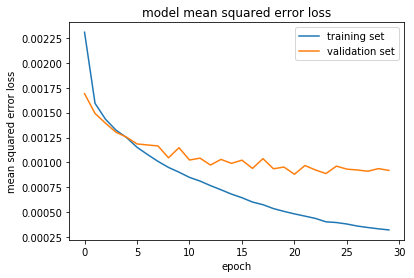 model mean squared error loss
training set
validation set
mean squared error loss
0.00225
0.00200
0.00175
0.00150
0.00125
0.00100
0.00075
0.00050
0.00025
0 5 10 15 20 25 30
epoch